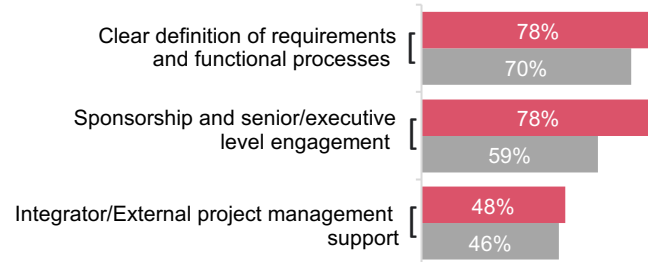 Clear definition of requirements
and functional processes
78%
70%
Sponsorship and senior/executive
level engagement
78%
59%
Integrator/External project management
support
48%
46%